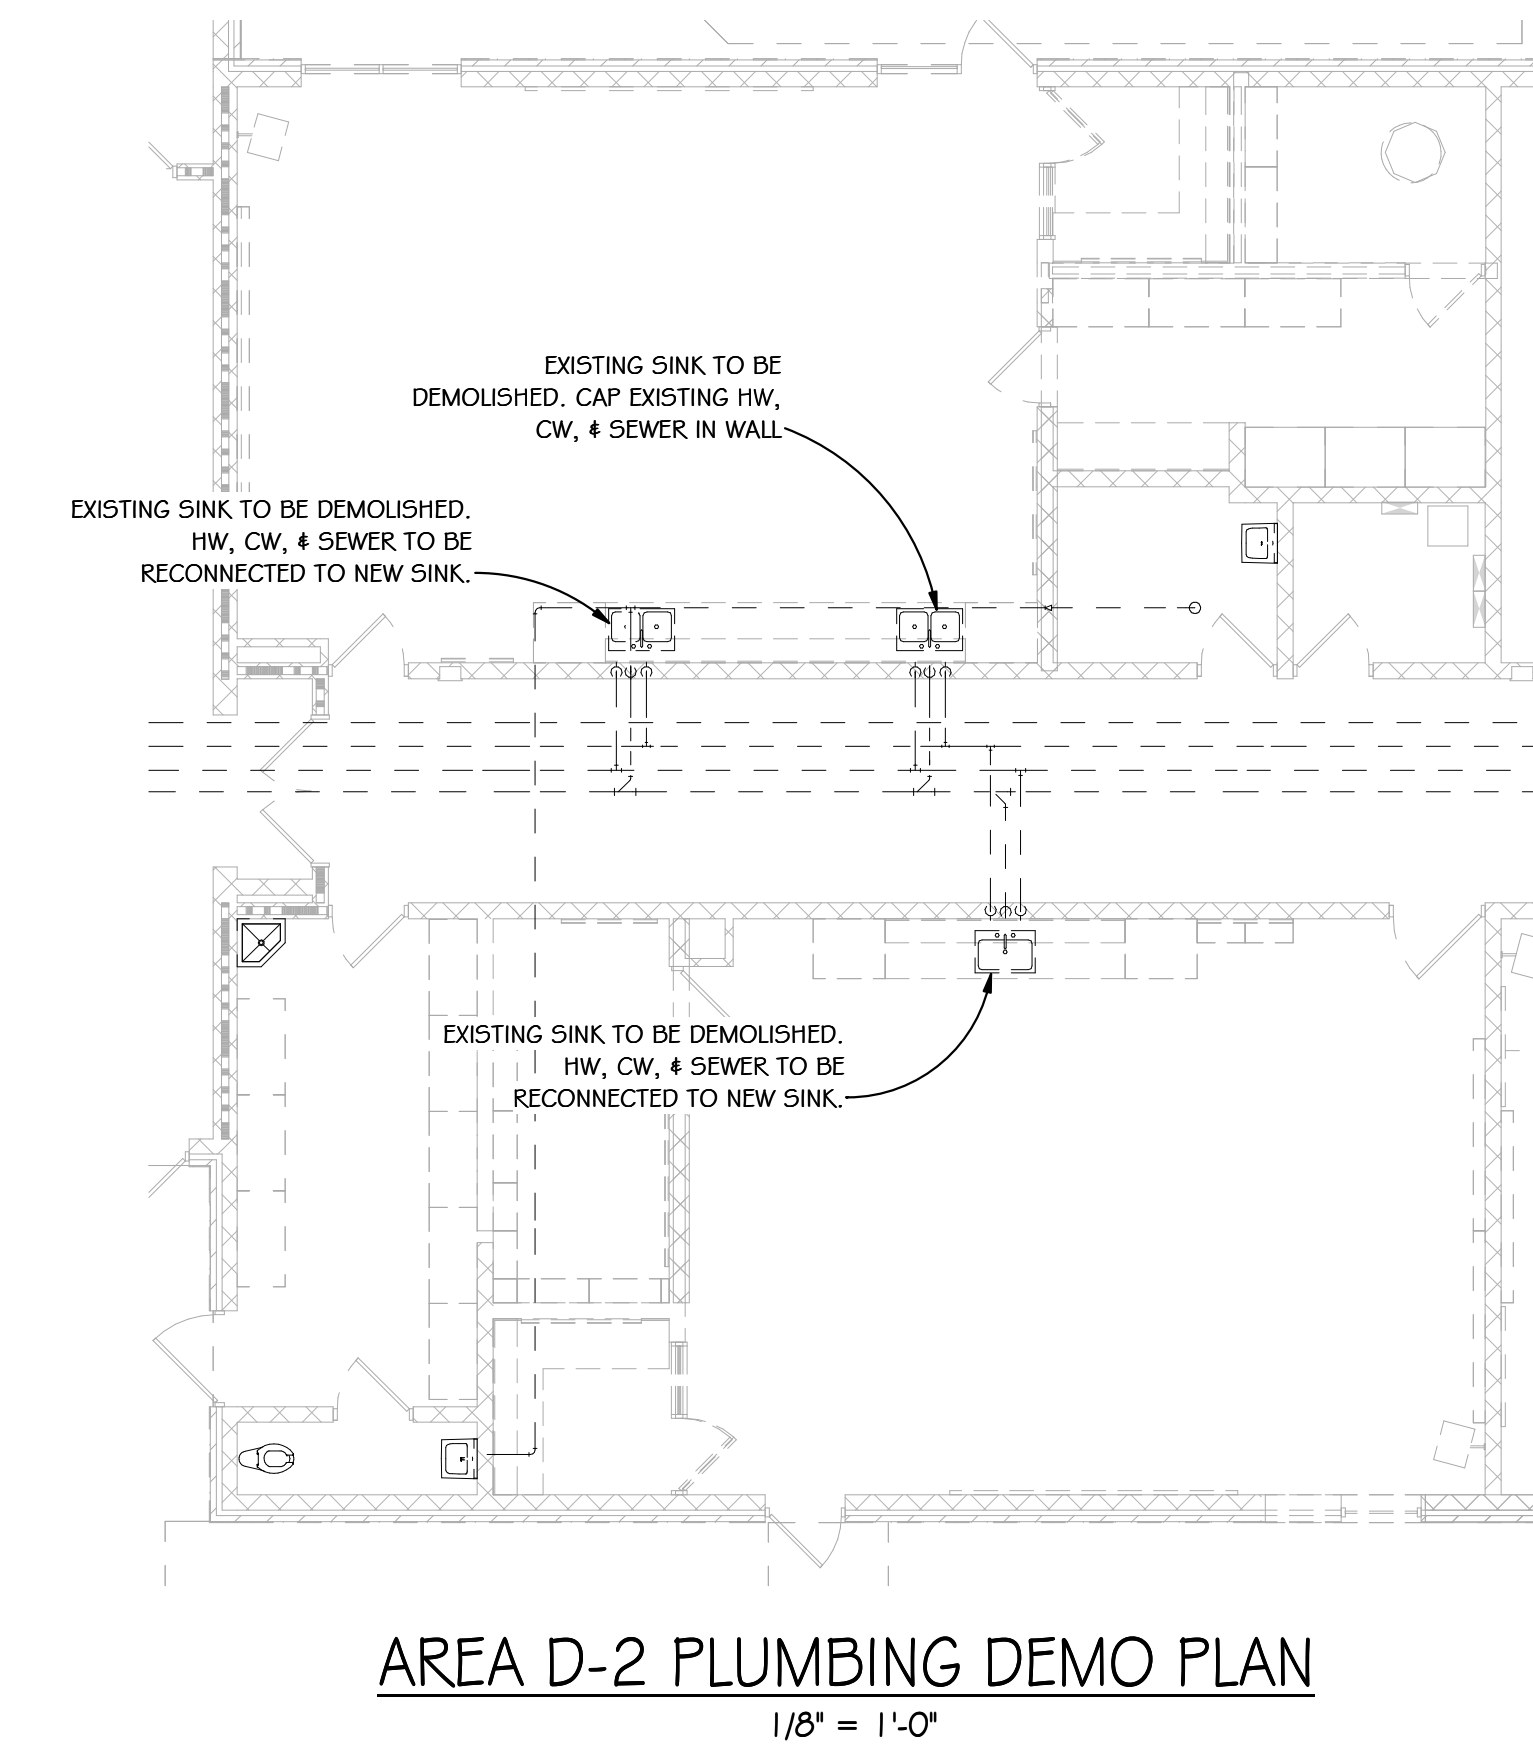 EXISTING SINK TO BE
DEMOLISHED. CAP EXISTING HW,
CW, & SEWER IN WALL
EXISTING SINK TO BE DEMOLISHED.
HW, CW, & SEWER TO BE
RECONNECTED TO NEW SINK.
EXISTING SINK TO BE DEMOLISHED.
HW, CW, & SEWER TO BE
RECONNECTED TO NEW SINK.
AREA D-2 PLUMBING DEMO PLAN
1/8" = 1'-0"